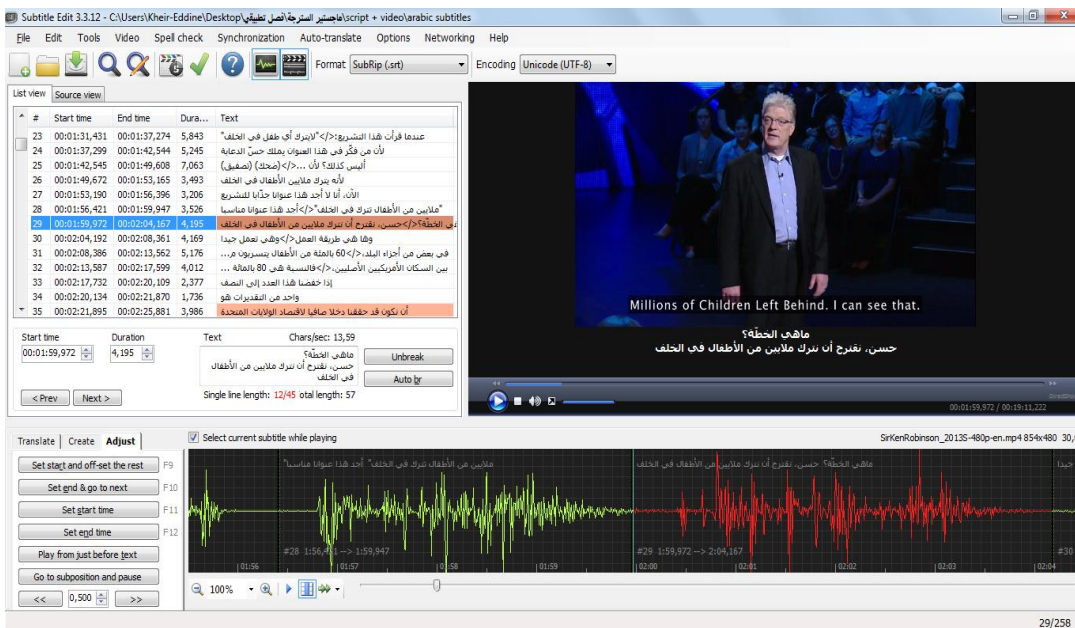 Subtitle Edit 3.3.12 - C:\Users\Kheir-Eddine\Desktop\ماجستير السترجة\فصل تطبيقي\script + video\arabic subtitles
File Edit Tools Video Spell check Synchronization Auto-translate Options Networking Help
Format SubRip (.srt) Encoding Unicode (UTF-8)
List view Source view
# Start time End time Dura... Text
23 00:01:31,431 00:01:37,274 5,843 عندما قرأت هذا التشريع:</>"لايترك أي طفل في الخلف"
24 00:01:37,299 00:01:42,544 5,245 لأن من فكّر في هذا العنوان يملك حسّ الدعابة
25 00:01:42,545 00:01:49,608 7,063 أليس كذلك؟ لأن ...</>(ضحك) (تصفيق)
26 00:01:49,672 00:01:53,165 3,493 لأنه يترك ملايين الأطفال في الخلف
27 00:01:53,190 00:01:56,396 3,206 الآن، أنا لا أجد هذا عنوانا جذّابا للتشريع
28 00:01:56,421 00:01:59,947 3,526 "ملايين من الأطفال تترك في الخلف"</>أجد هذا عنوانا مناسبا
29 00:01:59,972 00:02:04,167 4,195 الخطّة؟</>حسن، نقترح أن نترك ملايين من الأطفال في الخلف
30 00:02:04,192 00:02:08,361 4,169 وها هي طريقة العمل</>وهي تعمل جيدا
31 00:02:08,386 00:02:13,562 5,176 في بعض من أجزاء البلد،</>60 بالمئة من الأطفال يتسربون م...
32 00:02:13,587 00:02:17,599 4,012 بين السكان الأمريكيين الأصليين،</>فالنسبة هي 80 بالمائة ...
33 00:02:17,732 00:02:20,109 2,377 إذا خفضنا هذا العدد إلى النصف
34 00:02:20,134 00:02:21,870 1,736 واحد من التقديرات هو
35 00:02:21,895 00:02:25,881 3,986 أن نكون قد حققنا دخلا صافيا لاقتصاد الولايات المتحدة
Millions of Children Left Behind. I can see that.
ماهي الخطّة؟
حسن، نقترح أن نترك ملايين من الأطفال في الخلف
Start time Duration Text Chars/sec: 13,59
00:01:59,972 4,195
ماهي الخطّة؟
حسن، نقترح أن نترك ملايين من الأطفال
في الخلف
Unbreak
Auto br
< Prev Next >
Single line length: 12/45 otal length: 57
00:01:59,972 / 00:19:11,222
Translate Create Adjust
Select current subtitle while playing
SirKenRobinson_2013S-480p-en.mp4 854x480 30,
Set start and off-set the rest F9
Set end & go to next F10
Set start time F11
Set end time F12
Play from just before text
Go to subposition and pause
<< 0,500 >>
"ملايين من الأطفال تترك في الخلف" أجد هذا عنوانا مناسبا
ماهي الخطّة؟ حسن، نقترح أن نترك ملايين من الأطفال في الخلف
جيدا
#28 1:56,421 --> 1:59,947
#29 1:59,972 --> 2:04,167
#30
01:56 01:57 01:58 01:59 02:00 02:01 02:02 02:03 02:04
100%
29/258